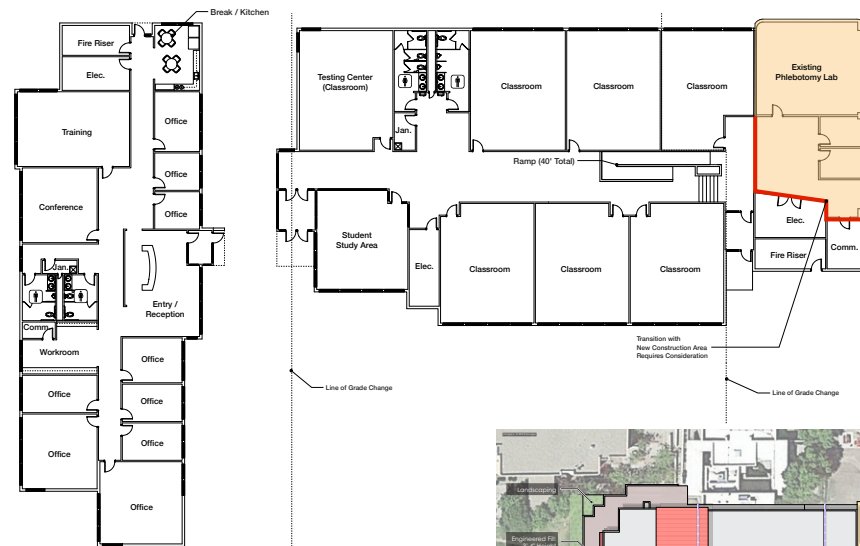 Break / Kitchen
Fire Riser
Elec.
Training
Office
Office
Office
Conference
Jan.
Entry /
Reception
Comm.
Workroom
Office
Office
Office
Office
Office
Office
Testing Center
(Classroom)
Jan.
Classroom
Classroom
Classroom
Existing
Phlebotomy Lab
Ramp (40' Total)
Student
Study Area
Elec.
Classroom
Classroom
Classroom
Elec.
Fire Riser
Comm.
Transition with
New Construction Area
Requires Consideration
Line of Grade Change
Line of Grade Change
Landscaping
Engineered Fill